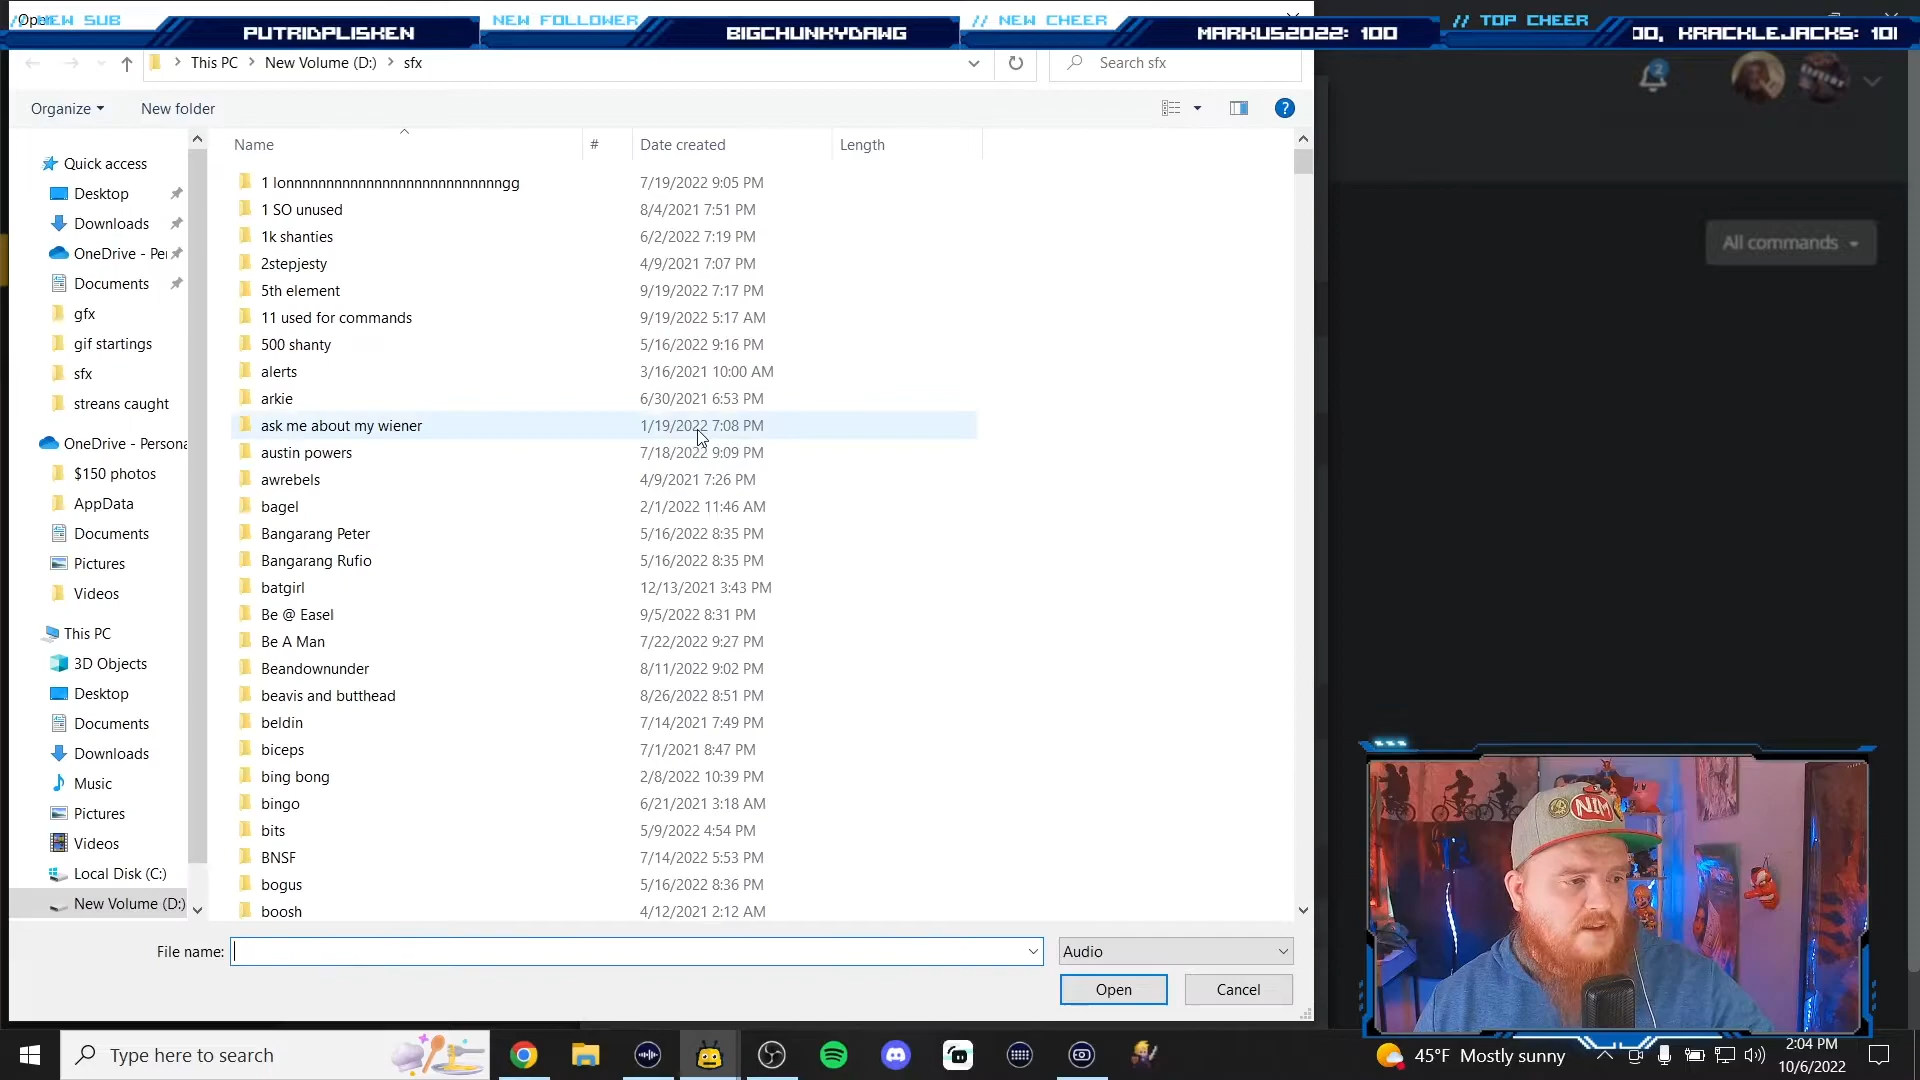 Open
// NEW SUB
NEW FOLLOWER
// NEW CHEER
// TOP CHEER
PUTRIDPLISKEN
BIGCHUNKYDAWG
MARKUS2022: 100
KRACKLEJACKS: 100
This PC > New Volume (D:) > sfx
Search sfx
2
Organize
New folder
?
All commands
Name
#
Date created
Length
Quick access
Desktop
Downloads
OneDrive - Per
Documents
gfx
gif startings
sfx
streans caught
OneDrive - Persona
$150 photos
AppData
Documents
Pictures
Videos
This PC
3D Objects
Desktop
Documents
Downloads
Music
Pictures
Videos
Local Disk (C:)
New Volume (D:)
1 lonnnnnnnnnnnnnnnnnnnnnnnnnnngg 7/19/2022 9:05 PM
1 SO unused 8/4/2021 7:51 PM
1k shanties 6/2/2022 7:19 PM
2stepjesty 4/9/2021 7:07 PM
5th element 9/19/2022 7:17 PM
11 used for commands 9/19/2022 5:17 AM
500 shanty 5/16/2022 9:16 PM
alerts 3/16/2021 10:00 AM
arkie 6/30/2021 6:53 PM
ask me about my wiener 1/19/2022 7:08 PM
austin powers 7/18/2022 9:09 PM
awrebels 4/9/2021 7:26 PM
bagel 2/1/2022 11:46 AM
Bangarang Peter 5/16/2022 8:35 PM
Bangarang Rufio 5/16/2022 8:35 PM
batgirl 12/13/2021 3:43 PM
Be @ Easel 9/5/2022 8:31 PM
Be A Man 7/22/2022 9:27 PM
Beandownunder 8/11/2022 9:02 PM
beavis and butthead 8/26/2022 8:51 PM
beldin 7/14/2021 7:49 PM
biceps 7/1/2021 8:47 PM
bing bong 2/8/2022 10:39 PM
bingo 6/21/2021 3:18 AM
bits 5/9/2022 4:54 PM
BNSF 7/14/2022 5:53 PM
bogus 5/16/2022 8:36 PM
boosh 4/12/2021 2:12 AM
File name:
Audio
Open
Cancel
NIM
Type here to search
45°F Mostly sunny
2:04 PM
10/6/2022